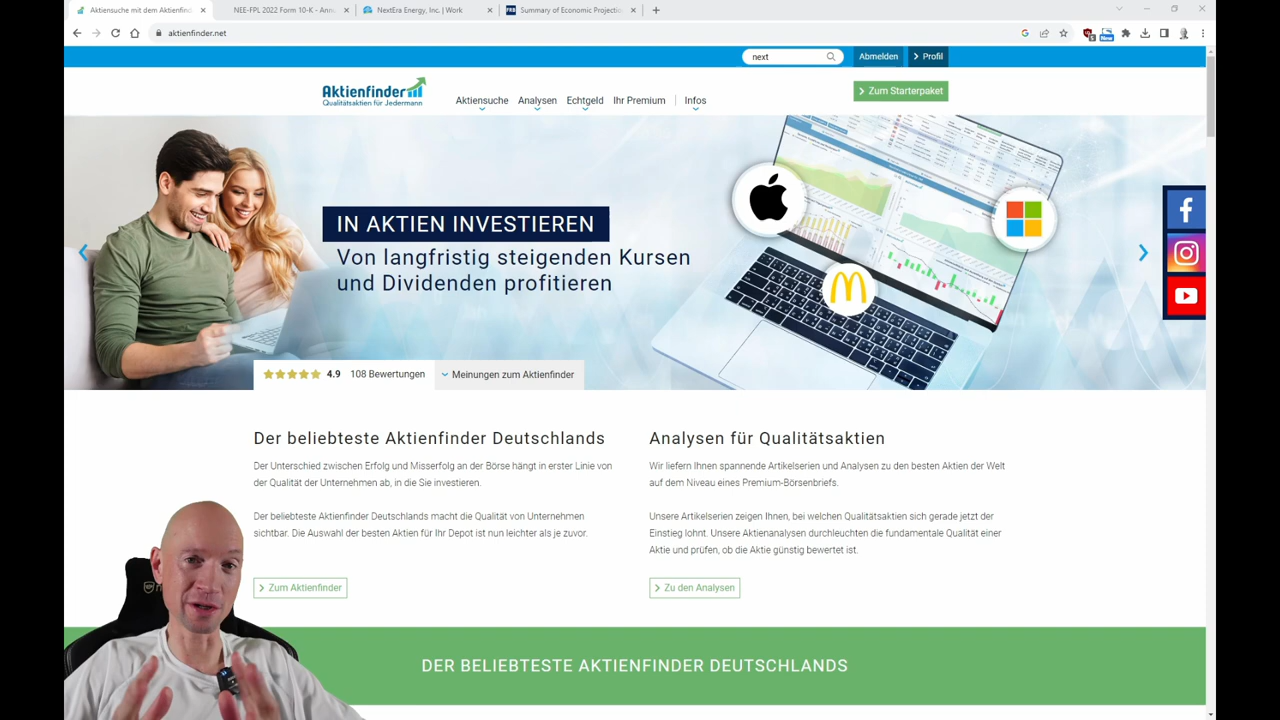 Aktiensuche mit dem Aktienfind
NEE-FPL 2022 Form 10-K - Annu
NextEra Energy, Inc. | Work
FRB
Summary of Economic Projectio
aktienfinder.net
New
next
Abmelden
Profil
Aktienfinder
Qualitätsaktien für Jedermann
Aktiensuche
Analysen
Echtgeld
Ihr Premium
Infos
Zum Starterpaket
IN AKTIEN INVESTIEREN
Von langfristig steigenden Kursen
und Dividenden profitieren
4.9
108 Bewertungen
Meinungen zum Aktienfinder
Der beliebteste Aktienfinder Deutschlands
Der Unterschied zwischen Erfolg und Misserfolg an der Börse hängt in erster Linie von
der Qualität der Unternehmen ab, in die Sie investieren.
Der beliebteste Aktienfinder Deutschlands macht die Qualität von Unternehmen
sichtbar. Die Auswahl der besten Aktien für Ihr Depot ist nun leichter als je zuvor.
Zum Aktienfinder
Analysen für Qualitätsaktien
Wir liefern Ihnen spannende Artikelserien und Analysen zu den besten Aktien der Welt
auf dem Niveau eines Premium-Börsenbriefs.
Unsere Artikelserien zeigen Ihnen, bei welchen Qualitätsaktien sich gerade jetzt der
Einstieg lohnt. Unsere Aktienanalysen durchleuchten die fundamentale Qualität einer
Aktie und prüfen, ob die Aktie günstig bewertet ist.
Zu den Analysen
DER BELIEBTESTE AKTIENFINDER DEUTSCHLANDS